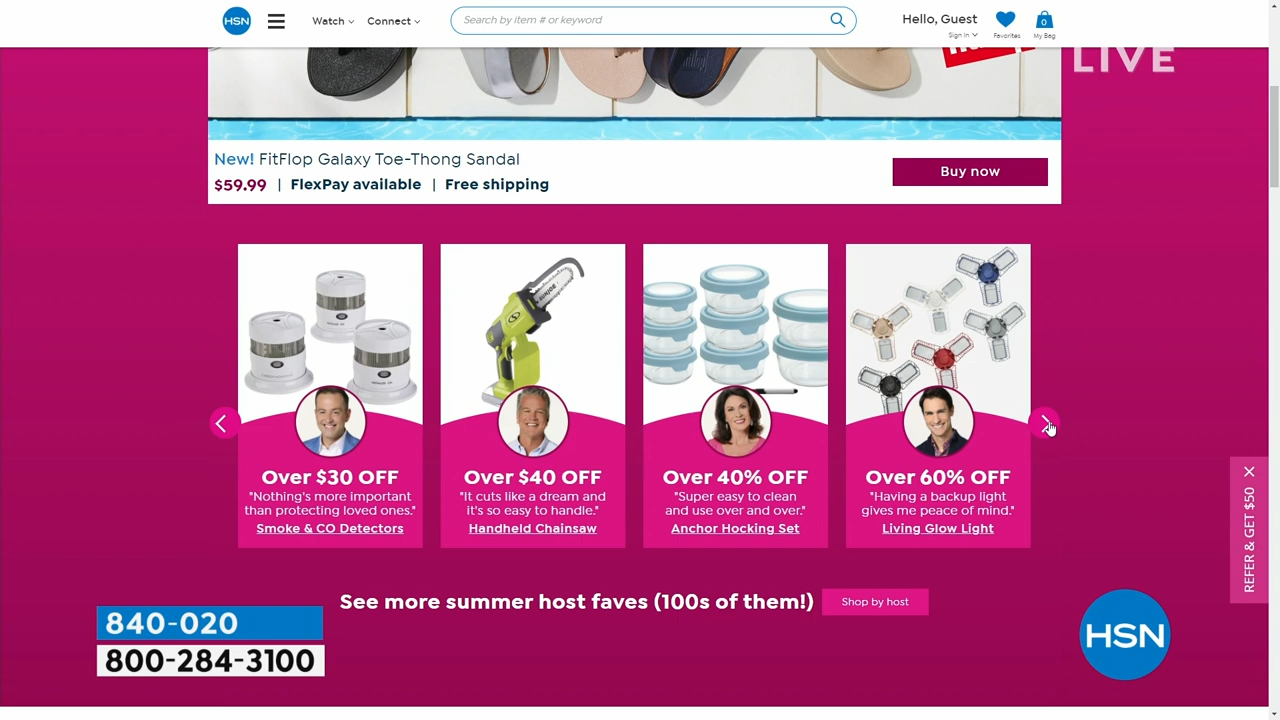 HSN
Watch
Connect
Search by item # or keyword
Hello, Guest
Sign In
Favorites
0
My Bag
LIVE
New! FitFlop Galaxy Toe-Thong Sandal
$59.99 | FlexPay available | Free shipping
Buy now
SUNJOE
Over $30 OFF
"Nothing's more important
than protecting loved ones."
Smoke & CO Detectors
Over $40 OFF
"It cuts like a dream and
it's so easy to handle."
Handheld Chainsaw
Over 40% OFF
"Super easy to clean
and use over and over."
Anchor Hocking Set
Over 60% OFF
"Having a backup light
gives me peace of mind."
Living Glow Light
REFER & GET $50
See more summer host faves (100s of them!)
Shop by host
840-020
800-284-3100
HSN